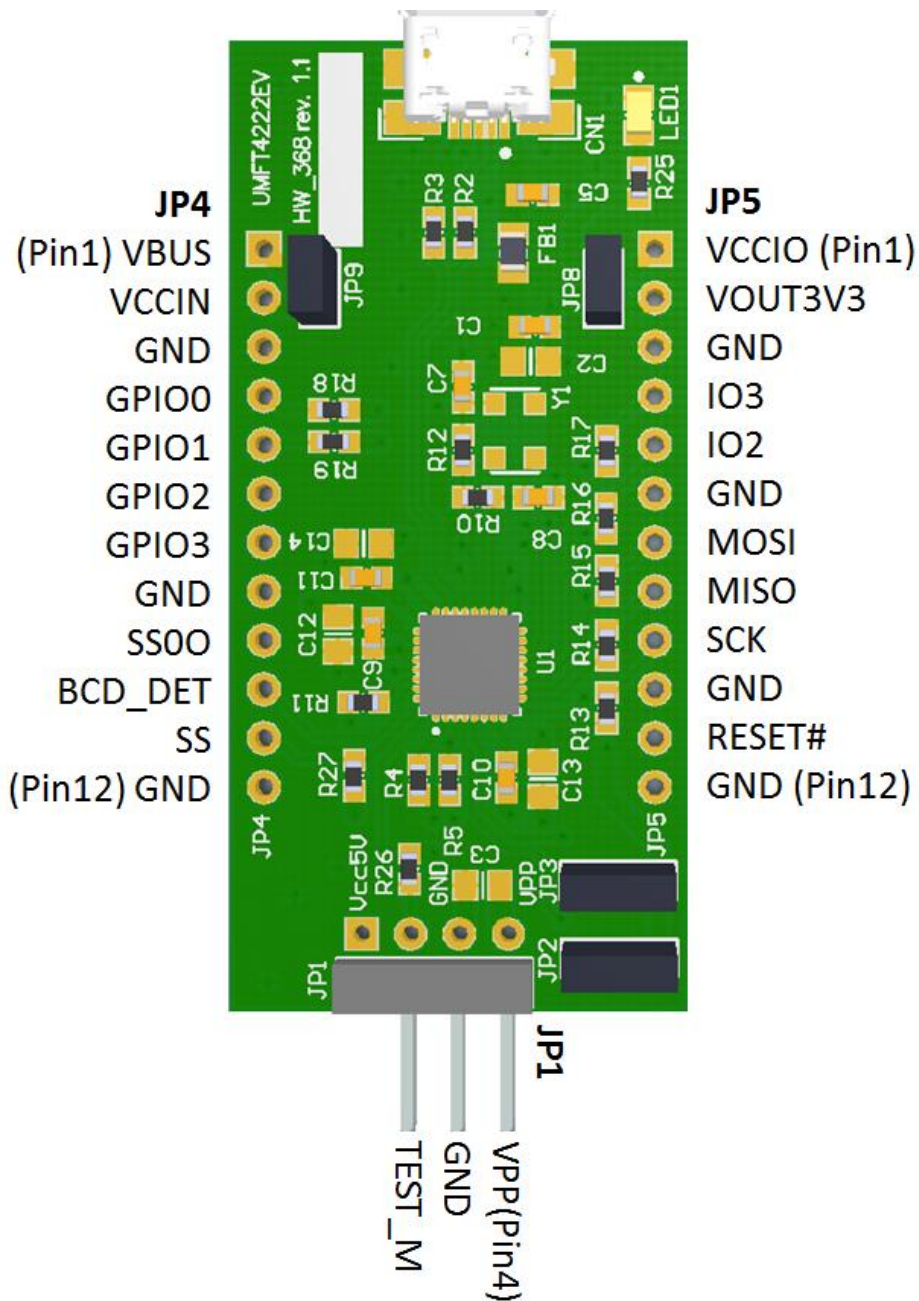 UMFT4222EV
HW_368 rev. 1.1
CN1
LED1
R25
C5
R3
R2
FB1
JP4
(Pin1) VBUS
VCCIN
GND
GPIO0
GPIO1
GPIO2
GPIO3
GND
SS0O
BCD_DET
SS
(Pin12) GND
JP5
VCCIO (Pin1)
VOUT3V3
GND
IO3
IO2
GND
MOSI
MISO
SCK
GND
RESET#
GND (Pin12)
JP9
JP8
C1
C2
C7
Y1
R18
R19
R12
R17
R10
C8
R16
C14
C11
R15
C12
C9
U1
R14
R11
R13
R27
R4
C10
C13
JP4
JP5
Vcc5V
R26
GND
R5
C3
VPP
JP3
JP1
JP2
JP1
TEST_M
GND
VPP(Pin4)